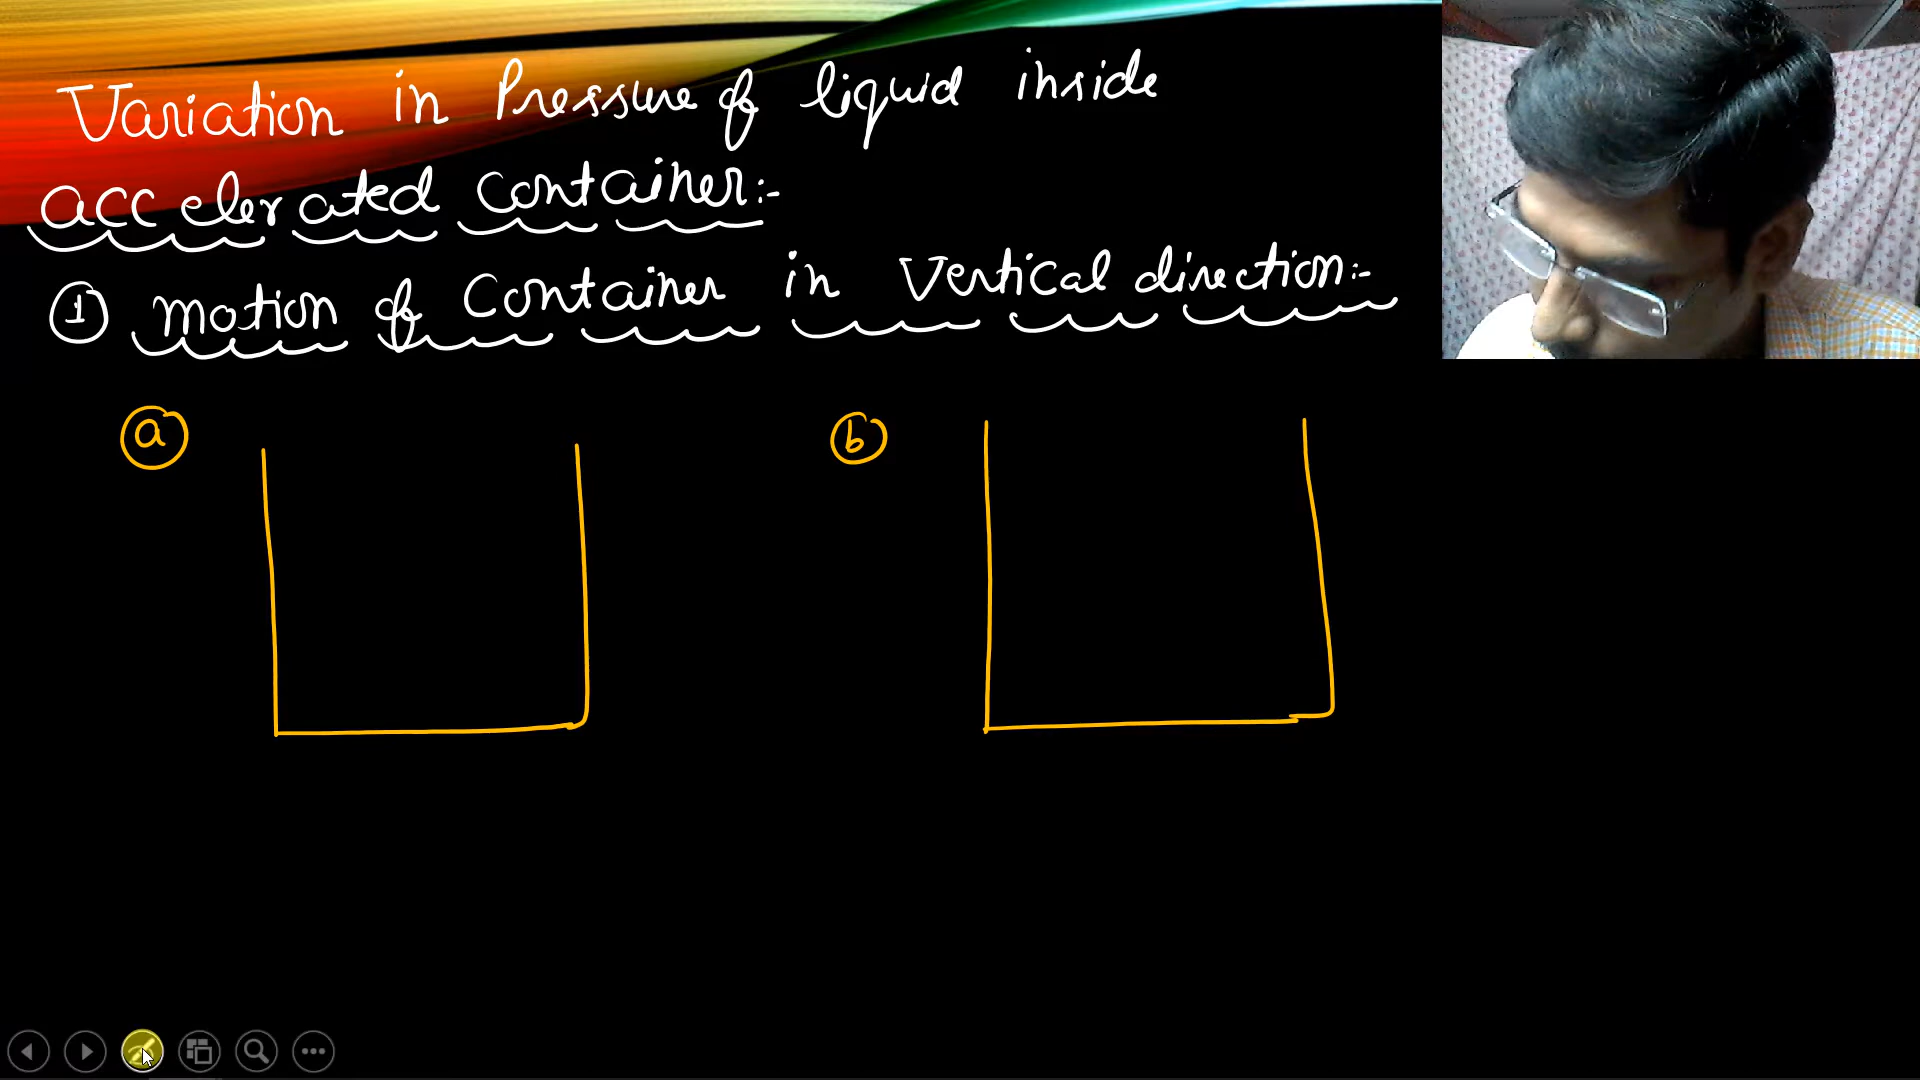 Variation in Pressure of liquid inside
accelerated Container:-
① motion of Container in Vertical direction:-
ⓐ ⓑ